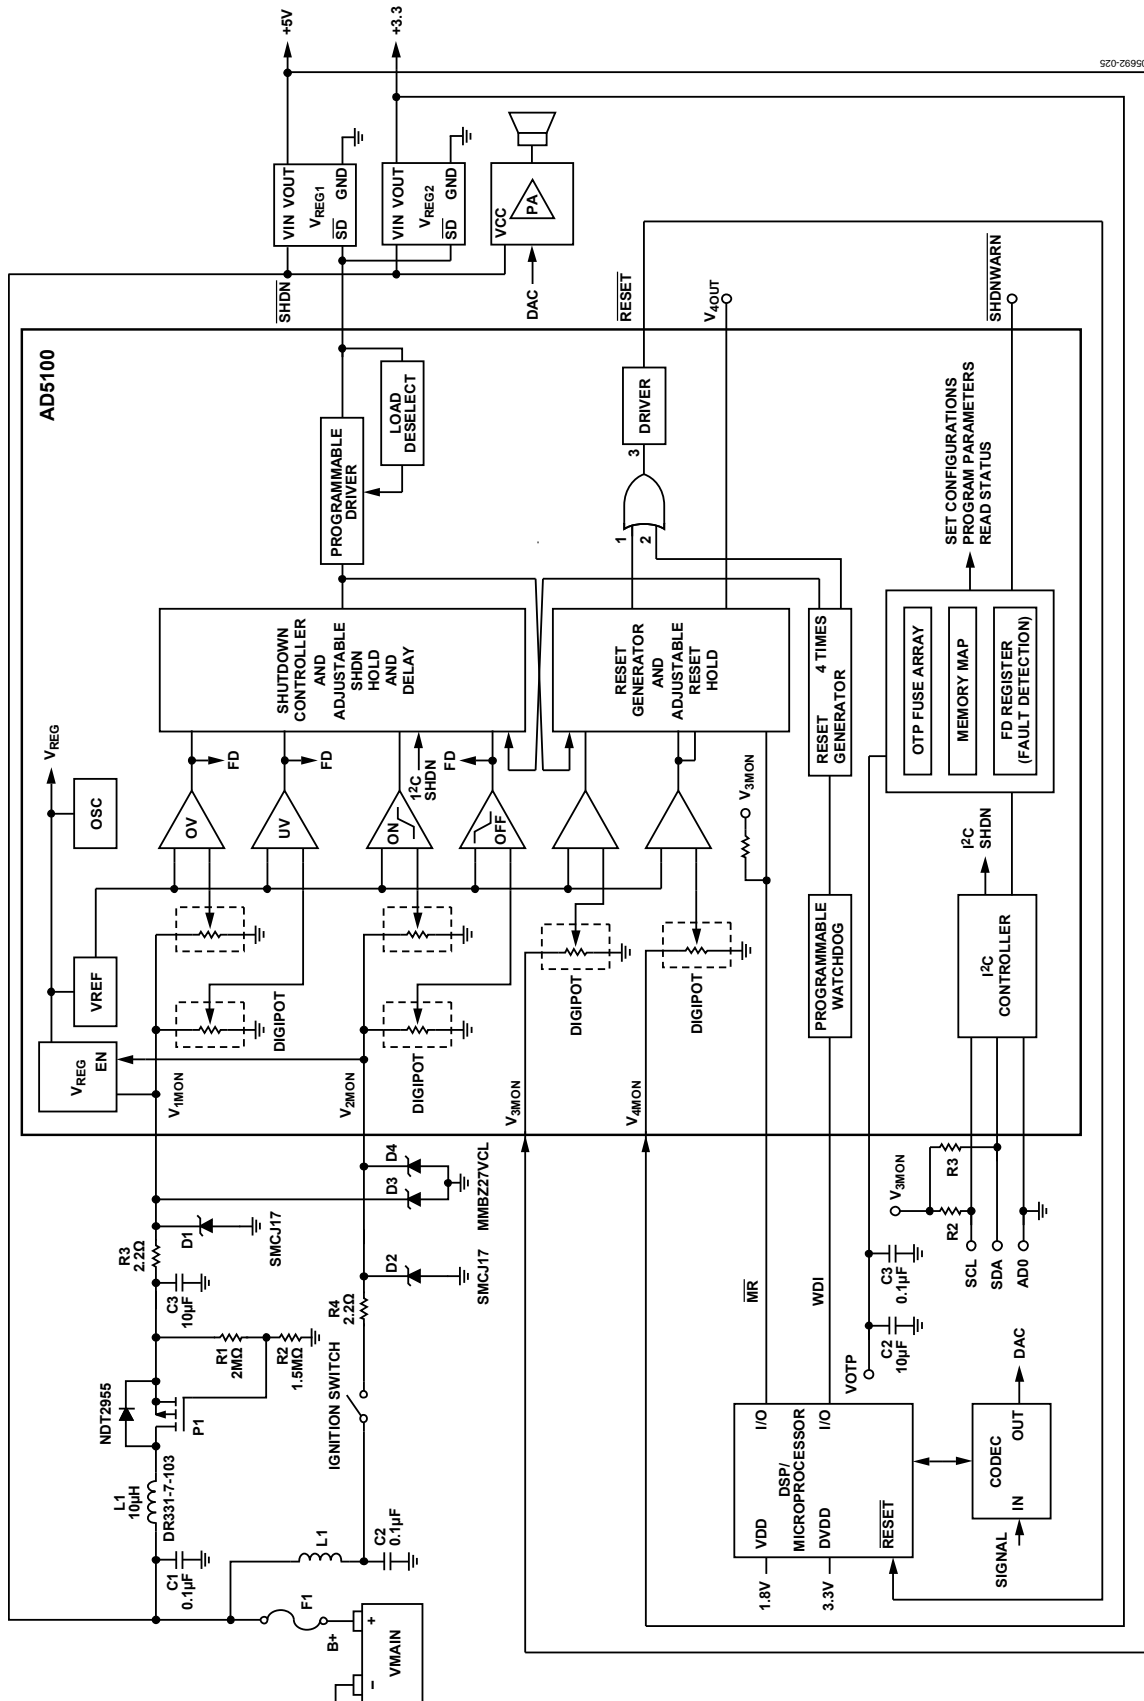 AD5100
+5V
+3.3
VIN VOUT
VREG1
SD GND
VIN VOUT
VREG2
SD GND
VCC
PA
DAC
SHDN
RESET
V4OUT
SHDNWARN
LOAD
DESELECT
PROGRAMMABLE
DRIVER
DRIVER
3
1
2
SET CONFIGURATIONS
PROGRAM PARAMETERS
READ STATUS
SHUTDOWN
CONTROLLER
AND
ADJUSTABLE
SHDN
HOLD
AND
DELAY
RESET
GENERATOR
AND
ADJUSTABLE
RESET
HOLD
RESET 4 TIMES
GENERATOR
OTP FUSE ARRAY
MEMORY MAP
FD REGISTER
(FAULT DETECTION)
VREG
OSC
VREF
VREG
EN
OV
FD
UV
FD
ON
1²C
SHDN
FD
OFF
V3MON
I²C
SHDN
DIGIPOT
DIGIPOT
DIGIPOT
DIGIPOT
PROGRAMMABLE
WATCHDOG
I²C
CONTROLLER
V1MON
V2MON
V3MON
V4MON
D4
D3
MMBZ27VCL
D1
SMCJ17
D2
SMCJ17
R3
2.2Ω
C3
10µF
R4
2.2Ω
R1
2MΩ
R2
1.5MΩ
NDT2955
P1
IGNITION SWITCH
L1
10µH
DR331-7-103
C1
0.1µF
L1
C2
0.1µF
F1
B+
+
VMAIN
−
MR
WDI
V3MON
R3
R2
SCL
SDA
AD0
C3
0.1µF
C2
10µF
VOTP
DAC
I/O
I/O
DSP/
MICROPROCESSOR
VDD
DVDD
RESET
1.8V
3.3V
OUT
CODEC
IN
SIGNAL
05692-025